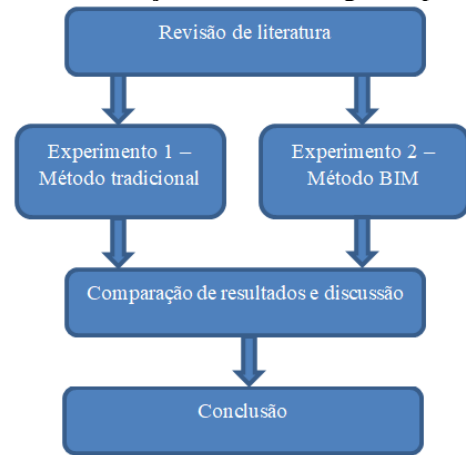 Revisão de literatura
Experimento 1 –
Método tradicional
Experimento 2 –
Método BIM
Comparação de resultados e discussão
Conclusão